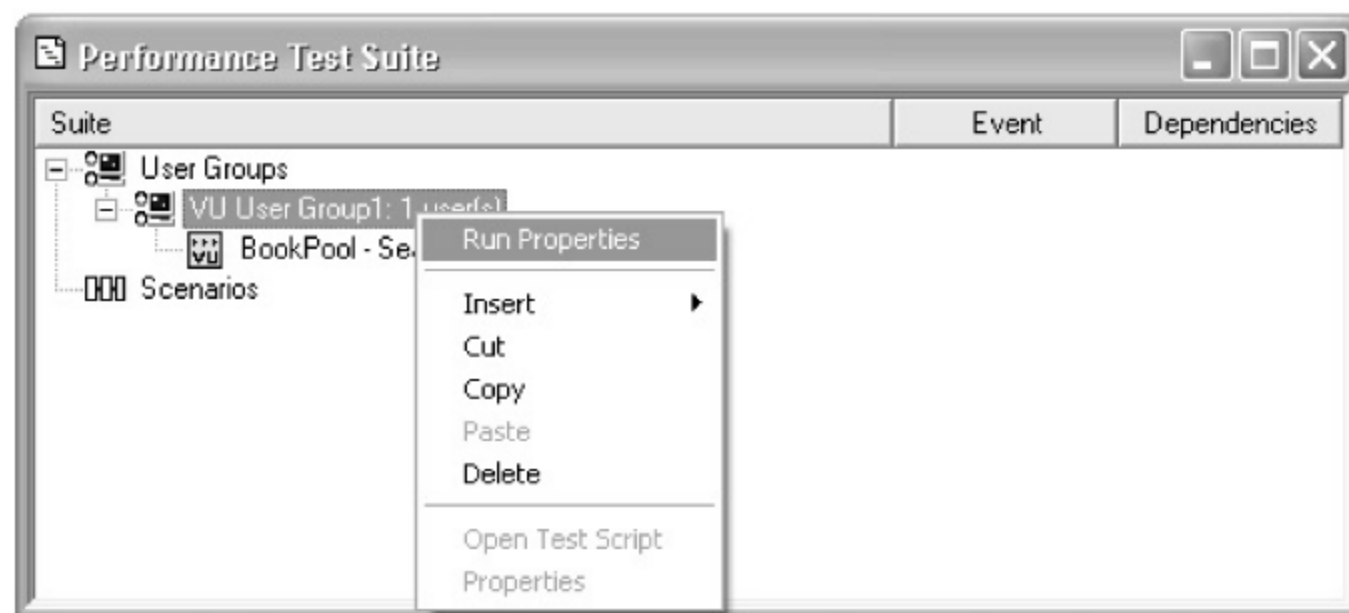 Performance Test Suite
Suite Event Dependencies
User Groups
VU User Group1: 1 user(s)
Run Properties
BookPool - Se
Scenarios
Insert
Cut
Copy
Paste
Delete
Open Test Script
Properties